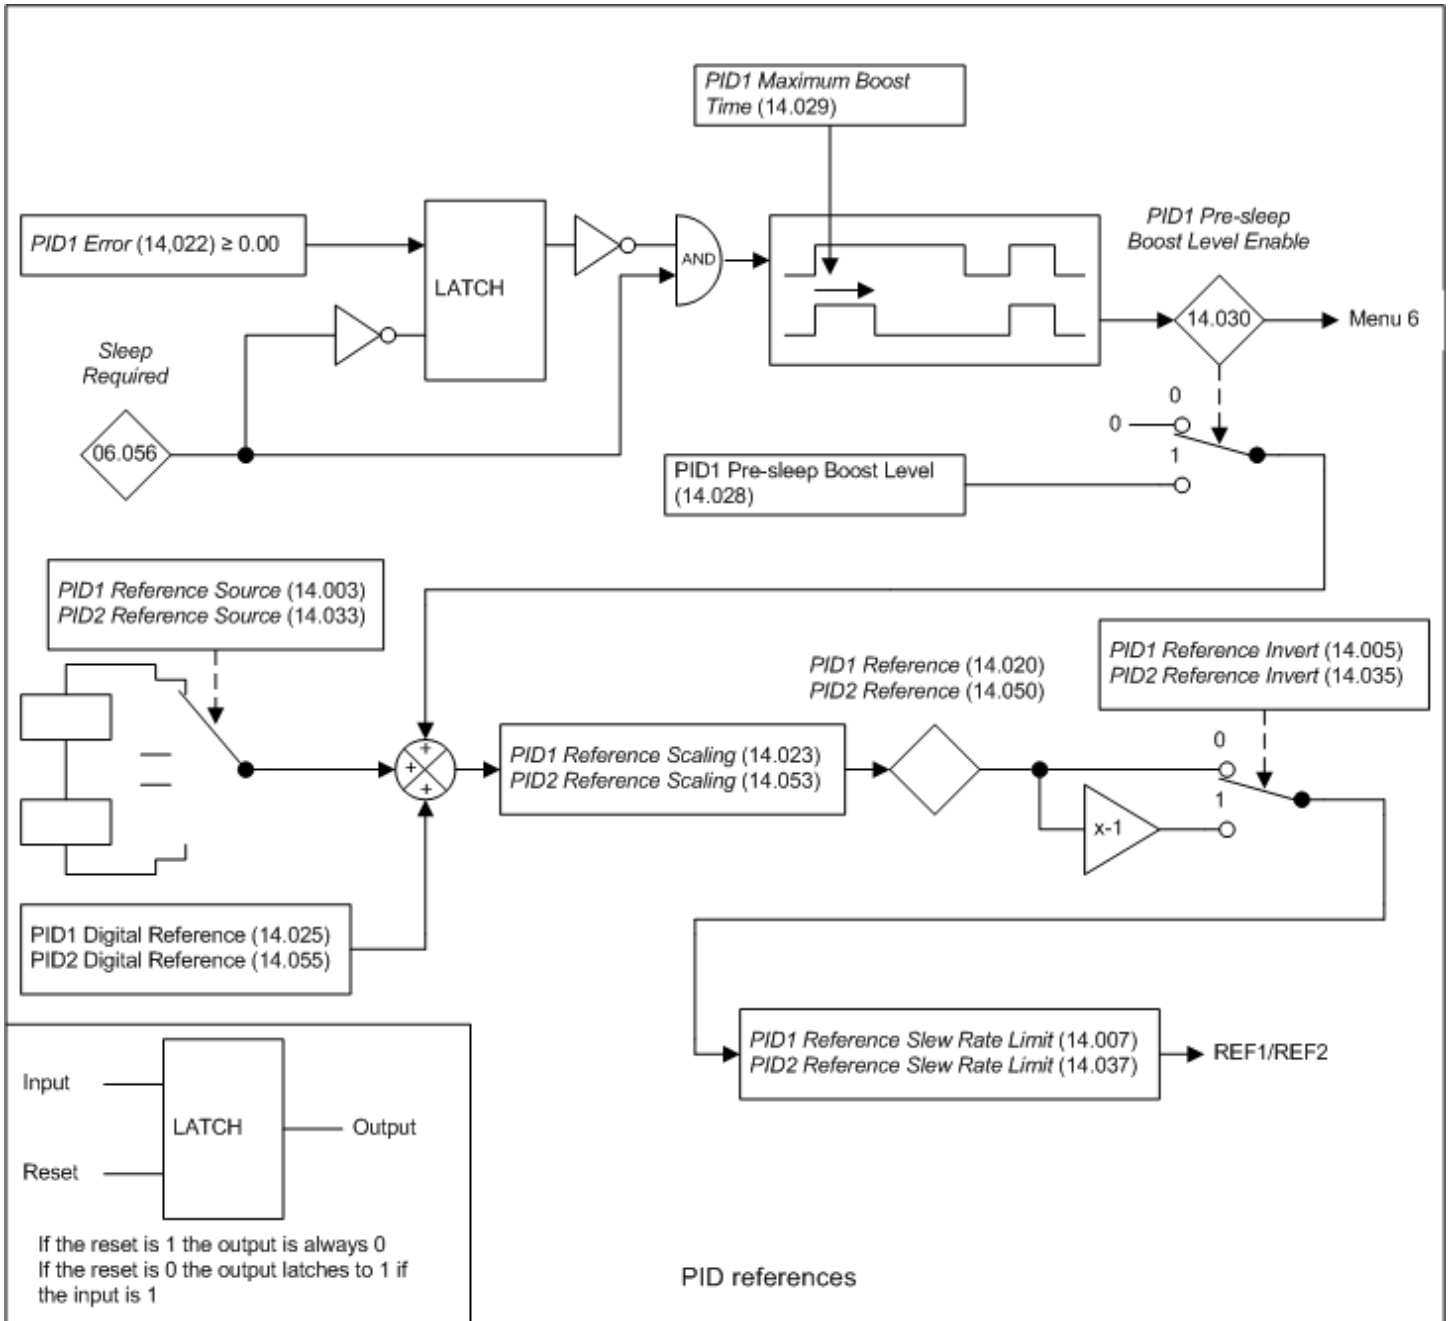 PID1 Maximum Boost
Time (14.029)
PID1 Error (14,022) ≥ 0.00
LATCH
AND
PID1 Pre-sleep
Boost Level Enable
14.030
Menu 6
Sleep
Required
06.056
0
0
1
PID1 Pre-sleep Boost Level
(14.028)
PID1 Reference Source (14.003)
PID2 Reference Source (14.033)
PID1 Reference (14.020)
PID2 Reference (14.050)
PID1 Reference Invert (14.005)
PID2 Reference Invert (14.035)
+
+
+
PID1 Reference Scaling (14.023)
PID2 Reference Scaling (14.053)
0
1
x-1
PID1 Digital Reference (14.025)
PID2 Digital Reference (14.055)
PID1 Reference Slew Rate Limit (14.007)
PID2 Reference Slew Rate Limit (14.037)
REF1/REF2
Input
LATCH
Output
Reset
If the reset is 1 the output is always 0
If the reset is 0 the output latches to 1 if
the input is 1
PID references